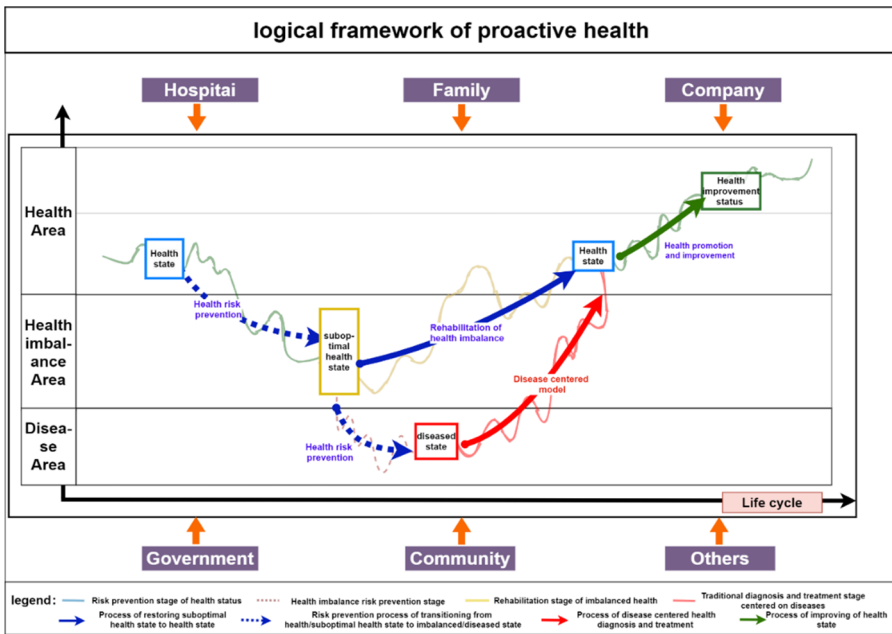 logical framework of proactive health
Hospitai
Family
Company
Health
Area
Health
imbal-
ance
Area
Disea-
se
Area
Health
state
Health risk
prevention
subop-
timal
health
state
Health risk
prevention
diseased
state
Rehabilitation of
health imbalance
Disease centered
model
Health
state
Health promotion
and improvement
Health
improvement
status
Life cycle
Government
Community
Others
legend:
Risk prevention stage of health status
Health imbalance risk prevention stage
Rehabilitation stage of imbalanced health
Traditional diagnosis and treatment stage
centered on diseases
Process of restoring suboptimal
health state to health state
Risk prevention process of transitioning from
health/suboptimal health state to imbalanced/diseased state
Process of disease centered health
diagnosis and treatment
Process of improving of health
state